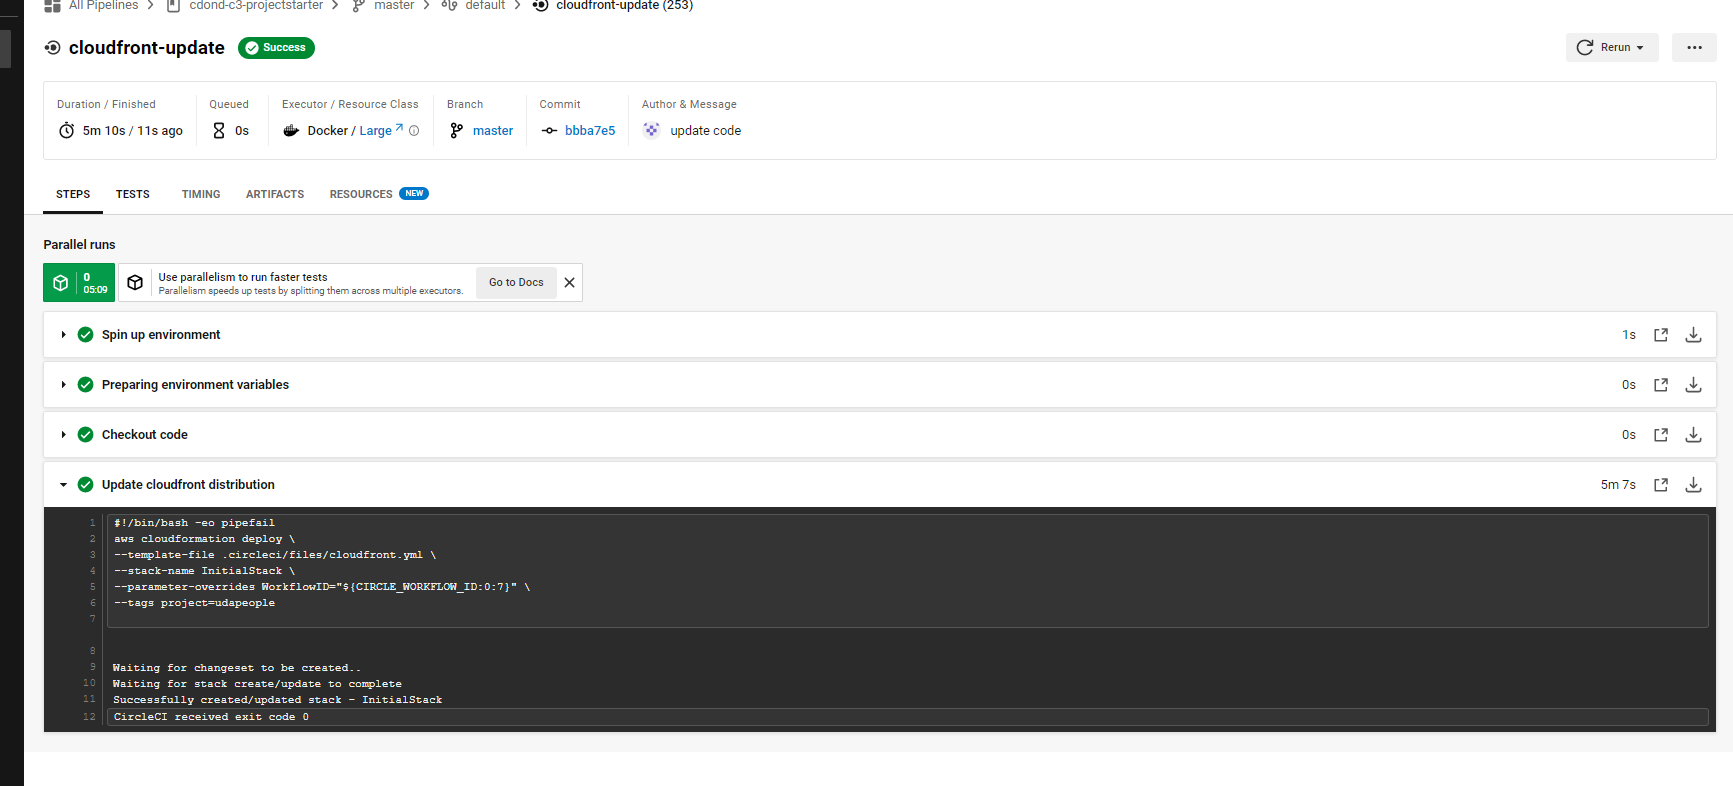 All Pipelines > cdond-c3-projectstarter > master > default > cloudfront-update (253)
cloudfront-update Success
Rerun
Duration / Finished Queued Executor / Resource Class Branch Commit Author & Message
5m 10s / 11s ago 0s Docker / Large master bbba7e5 update code
STEPS TESTS TIMING ARTIFACTS RESOURCES NEW
Parallel runs
0
05:09
Use parallelism to run faster tests
Parallelism speeds up tests by splitting them across multiple executors.
Go to Docs
Spin up environment 1s
Preparing environment variables 0s
Checkout code 0s
Update cloudfront distribution 5m 7s
1 #!/bin/bash -eo pipefail
2 aws cloudformation deploy \
3 --template-file .circleci/files/cloudfront.yml \
4 --stack-name InitialStack \
5 --parameter-overrides WorkflowID="${CIRCLE_WORKFLOW_ID:0:7}" \
6 --tags project=udapeople
7
8
9 Waiting for changeset to be created..
10 Waiting for stack create/update to complete
11 Successfully created/updated stack - InitialStack
12 CircleCI received exit code 0